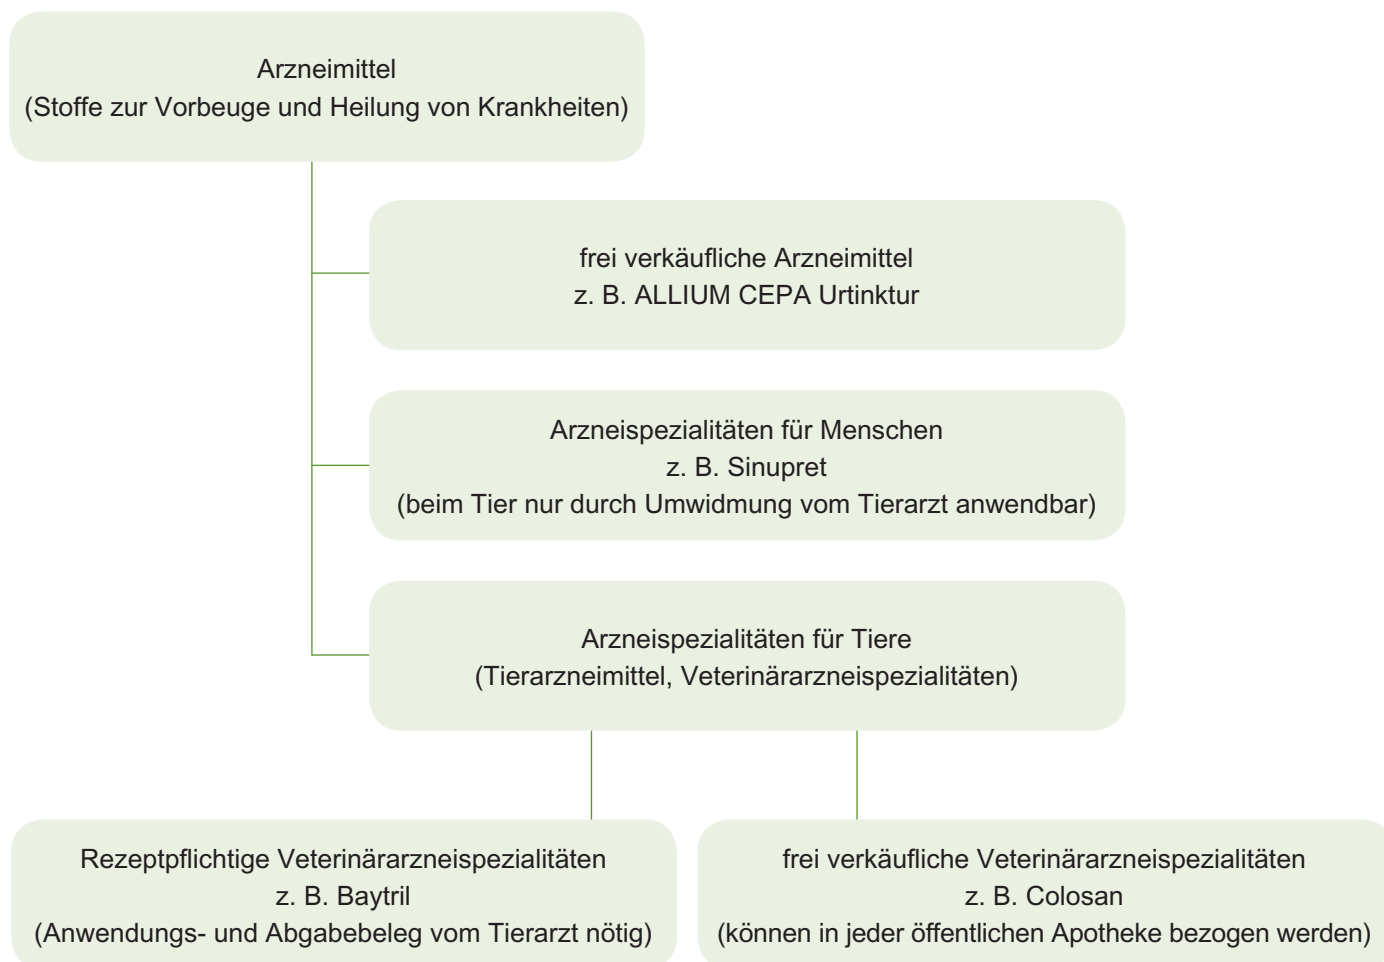 Arzneimittel
(Stoffe zur Vorbeuge und Heilung von Krankheiten)
frei verkäufliche Arzneimittel
z. B. ALLIUM CEPA Urtinktur
Arzneispezialitäten für Menschen
z. B. Sinupret
(beim Tier nur durch Umwidmung vom Tierarzt anwendbar)
Arzneispezialitäten für Tiere
(Tierarzneimittel, Veterinärarzneispezialitäten)
Rezeptpflichtige Veterinärarzneispezialitäten
z. B. Baytril
(Anwendungs- und Abgabebeleg vom Tierarzt nötig)
frei verkäufliche Veterinärarzneispezialitäten
z. B. Colosan
(können in jeder öffentlichen Apotheke bezogen werden)